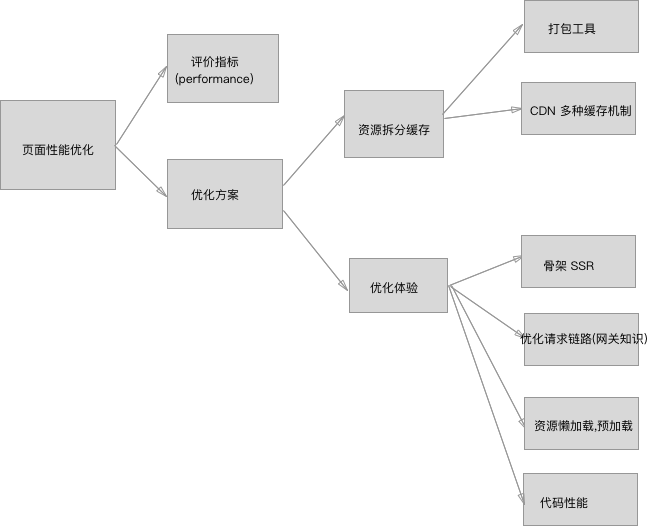 页面性能优化
评价指标
(performance)
优化方案
资源拆分缓存
优化体验
打包工具
CDN 多种缓存机制
骨架 SSR
优化请求链路(网关知识)
资源懒加载,预加载
代码性能